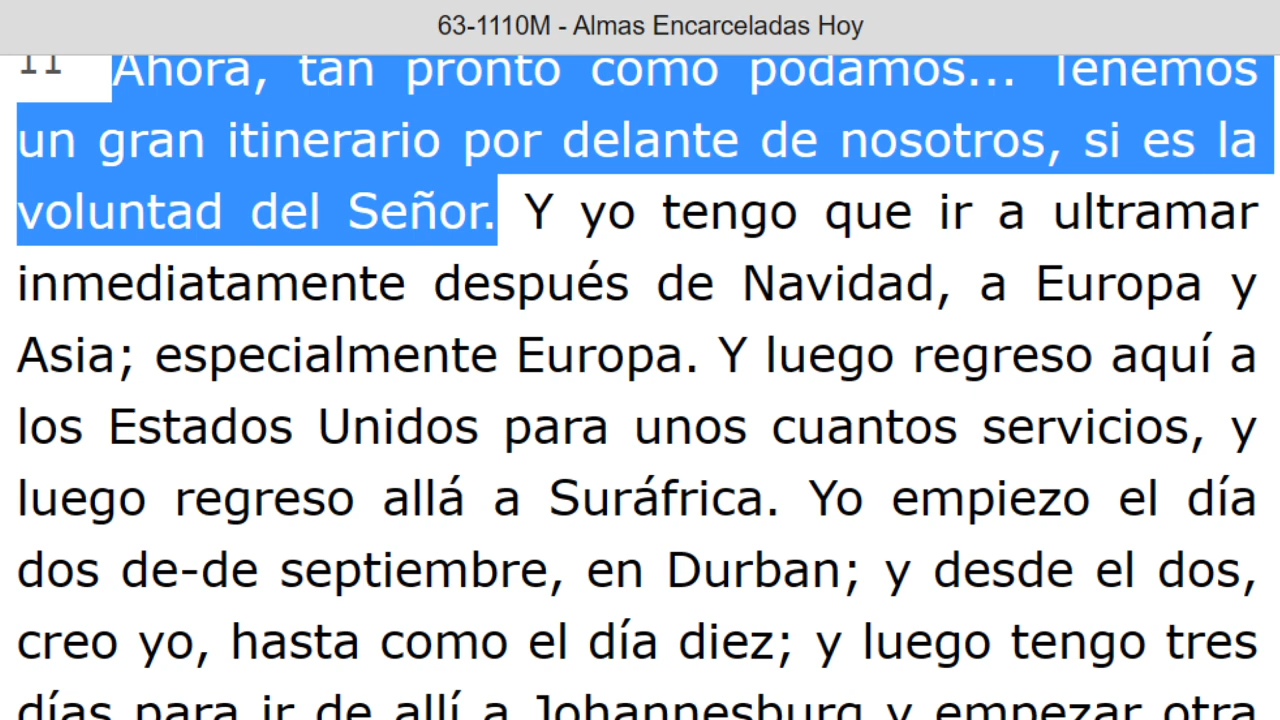 63-1110M - Almas Encarceladas Hoy
11 Ahora, tan pronto como podamos... Tenemos
un gran itinerario por delante de nosotros, si es la
voluntad del Señor. Y yo tengo que ir a ultramar
inmediatamente después de Navidad, a Europa y
Asia; especialmente Europa. Y luego regreso aquí a
los Estados Unidos para unos cuantos servicios, y
luego regreso allá a Suráfrica. Yo empiezo el día
dos de-de septiembre, en Durban; y desde el dos,
creo yo, hasta como el día diez; y luego tengo tres
días para ir de allí a Johannesburg y empezar otra